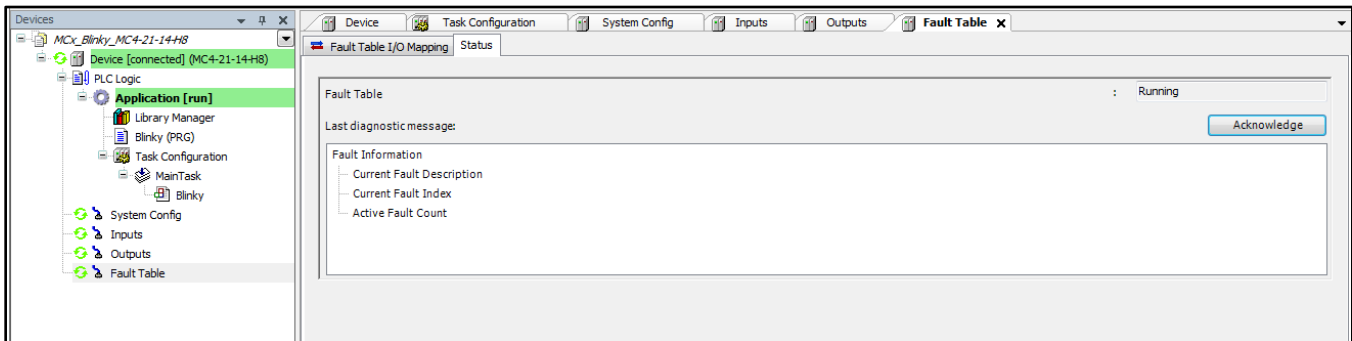 Devices
MCx_Blinky_MC4-21-14-H8
Device [connected] (MC4-21-14-H8)
PLC Logic
Application [run]
Library Manager
Blinky (PRG)
Task Configuration
MainTask
Blinky
System Config
Inputs
Outputs
Fault Table
Device Task Configuration System Config Inputs Outputs Fault Table X
Fault Table I/O Mapping Status
Fault Table : Running
Last diagnostic message: Acknowledge
Fault Information
Current Fault Description
Current Fault Index
Active Fault Count